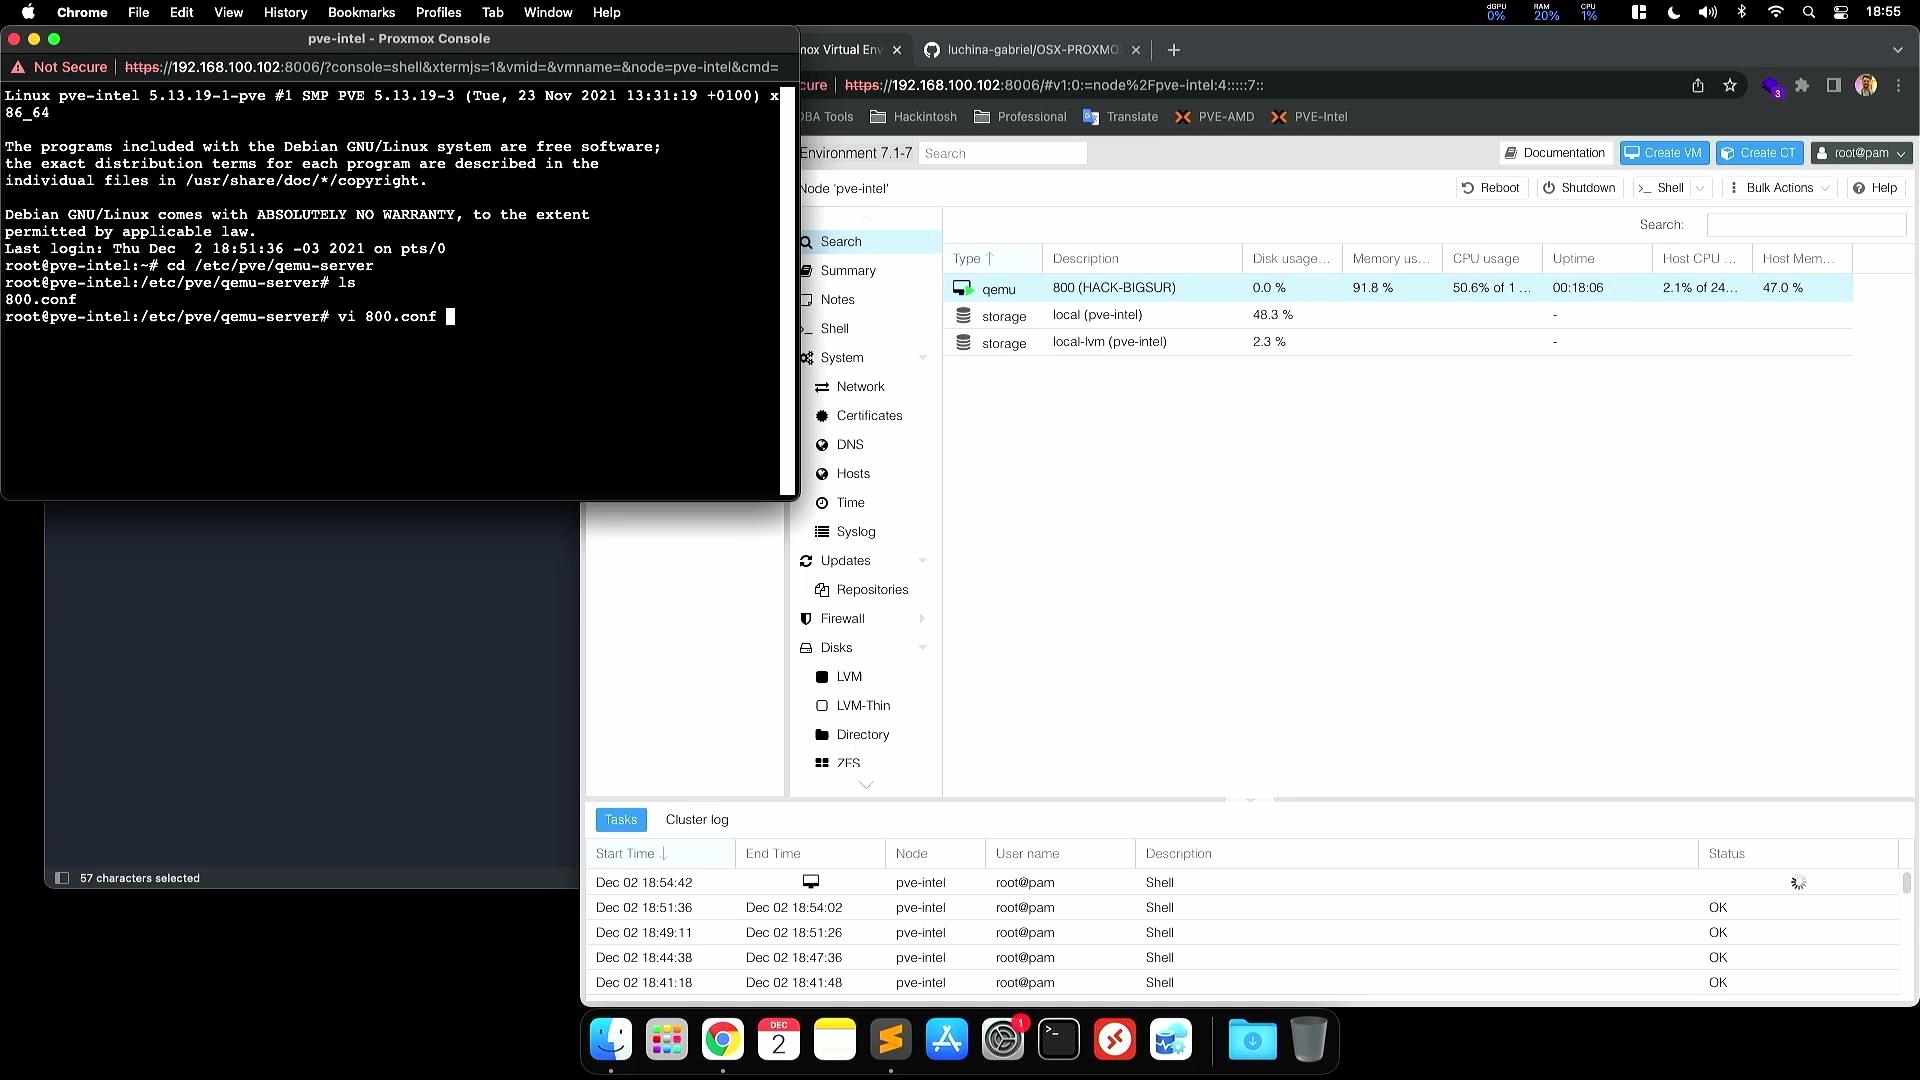 Chrome File Edit View History Bookmarks Profiles Tab Window Help
dGPU 0% RAM 20% CPU 1% 18:55
pve-intel - Proxmox Console
Not Secure https://192.168.100.102:8006/?console=shell&xtermjs=1&vmid=&vmname=&node=pve-intel&cmd=
Linux pve-intel 5.13.19-1-pve #1 SMP PVE 5.13.19-3 (Tue, 23 Nov 2021 13:31:19 +0100) x
86_64
The programs included with the Debian GNU/Linux system are free software;
the exact distribution terms for each program are described in the
individual files in /usr/share/doc/*/copyright.
Debian GNU/Linux comes with ABSOLUTELY NO WARRANTY, to the extent
permitted by applicable law.
Last login: Thu Dec  2 18:51:36 -03 2021 on pts/0
root@pve-intel:~# cd /etc/pve/qemu-server
root@pve-intel:/etc/pve/qemu-server# ls
800.conf
root@pve-intel:/etc/pve/qemu-server# vi 800.conf
57 characters selected
mox Virtual Env luchina-gabriel/OSX-PROXMO
cure https://192.168.100.102:8006/#v1:0:=node%2Fpve-intel:4:::::7::
3
DBA Tools Hackintosh Professional Translate PVE-AMD PVE-Intel
Environment 7.1-7 Search Documentation Create VM Create CT root@pam
Node 'pve-intel' Reboot Shutdown Shell Bulk Actions Help
Search
Summary
Notes
Shell
System
Network
Certificates
DNS
Hosts
Time
Syslog
Updates
Repositories
Firewall
Disks
LVM
LVM-Thin
Directory
ZFS
Search:
Type Description Disk usage... Memory us... CPU usage Uptime Host CPU ... Host Mem...
qemu 800 (HACK-BIGSUR) 0.0 % 91.8 % 50.6% of 1 ... 00:18:06 2.1% of 24... 47.0 %
storage local (pve-intel) 48.3 % -
storage local-lvm (pve-intel) 2.3 % -
Tasks Cluster log
Start Time End Time Node User name Description Status
Dec 02 18:54:42 pve-intel root@pam Shell
Dec 02 18:51:36 Dec 02 18:54:02 pve-intel root@pam Shell OK
Dec 02 18:49:11 Dec 02 18:51:26 pve-intel root@pam Shell OK
Dec 02 18:44:38 Dec 02 18:47:36 pve-intel root@pam Shell OK
Dec 02 18:41:18 Dec 02 18:41:48 pve-intel root@pam Shell OK
DEC
2
1